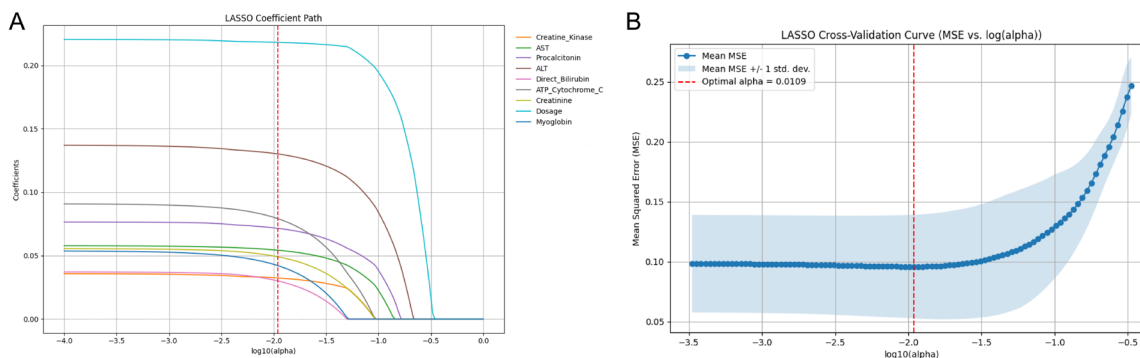 A
LASSO Coefficient Path
Coefficients
0.20
0.15
0.10
0.05
0.00
-4.0 -3.5 -3.0 -2.5 -2.0 -1.5 -1.0 -0.5 0.0
log10(alpha)
Creatine_Kinase
AST
Procalcitonin
ALT
Direct_Bilirubin
ATP_Cytochrome_C
Creatinine
Dosage
Myoglobin
B
LASSO Cross-Validation Curve (MSE vs. log(alpha))
Mean MSE
Mean MSE +/- 1 std. dev.
Optimal alpha = 0.0109
Mean Squared Error (MSE)
0.25
0.20
0.15
0.10
0.05
-3.5 -3.0 -2.5 -2.0 -1.5 -1.0 -0.5
log10(alpha)